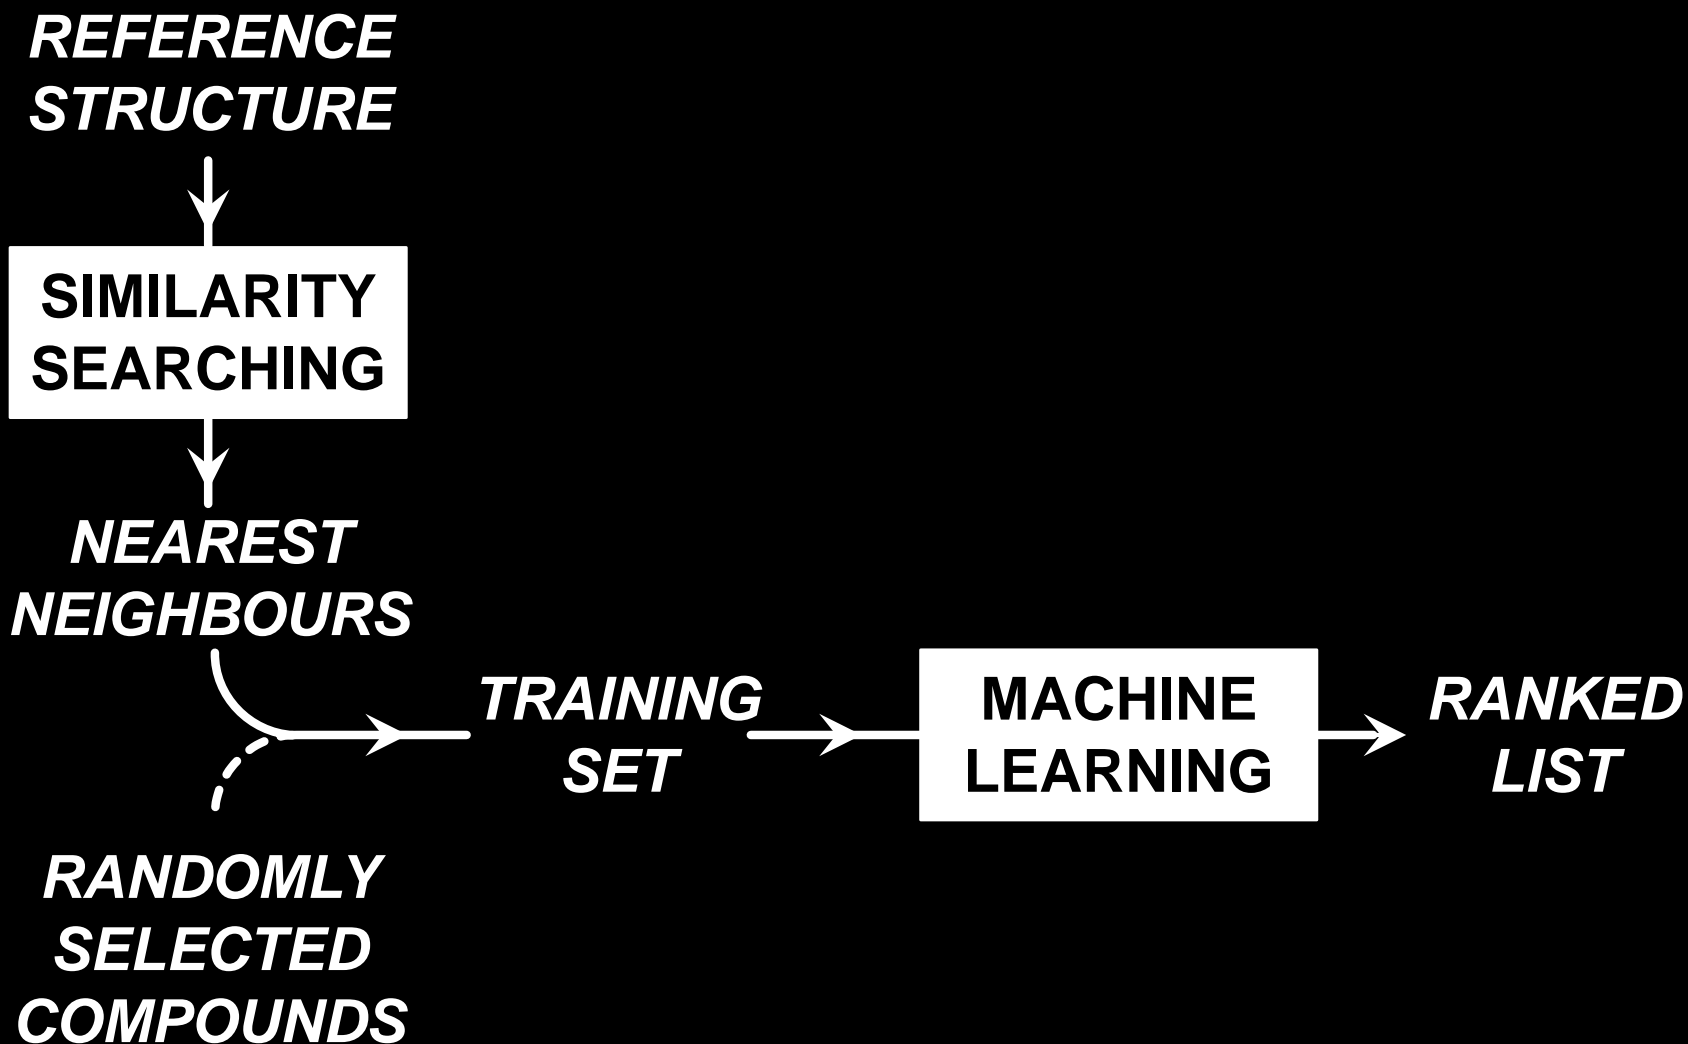 REFERENCE
STRUCTURE
SIMILARITY
SEARCHING
NEAREST
NEIGHBOURS
TRAINING
SET
MACHINE
LEARNING
RANKED
LIST
RANDOMLY
SELECTED
COMPOUNDS